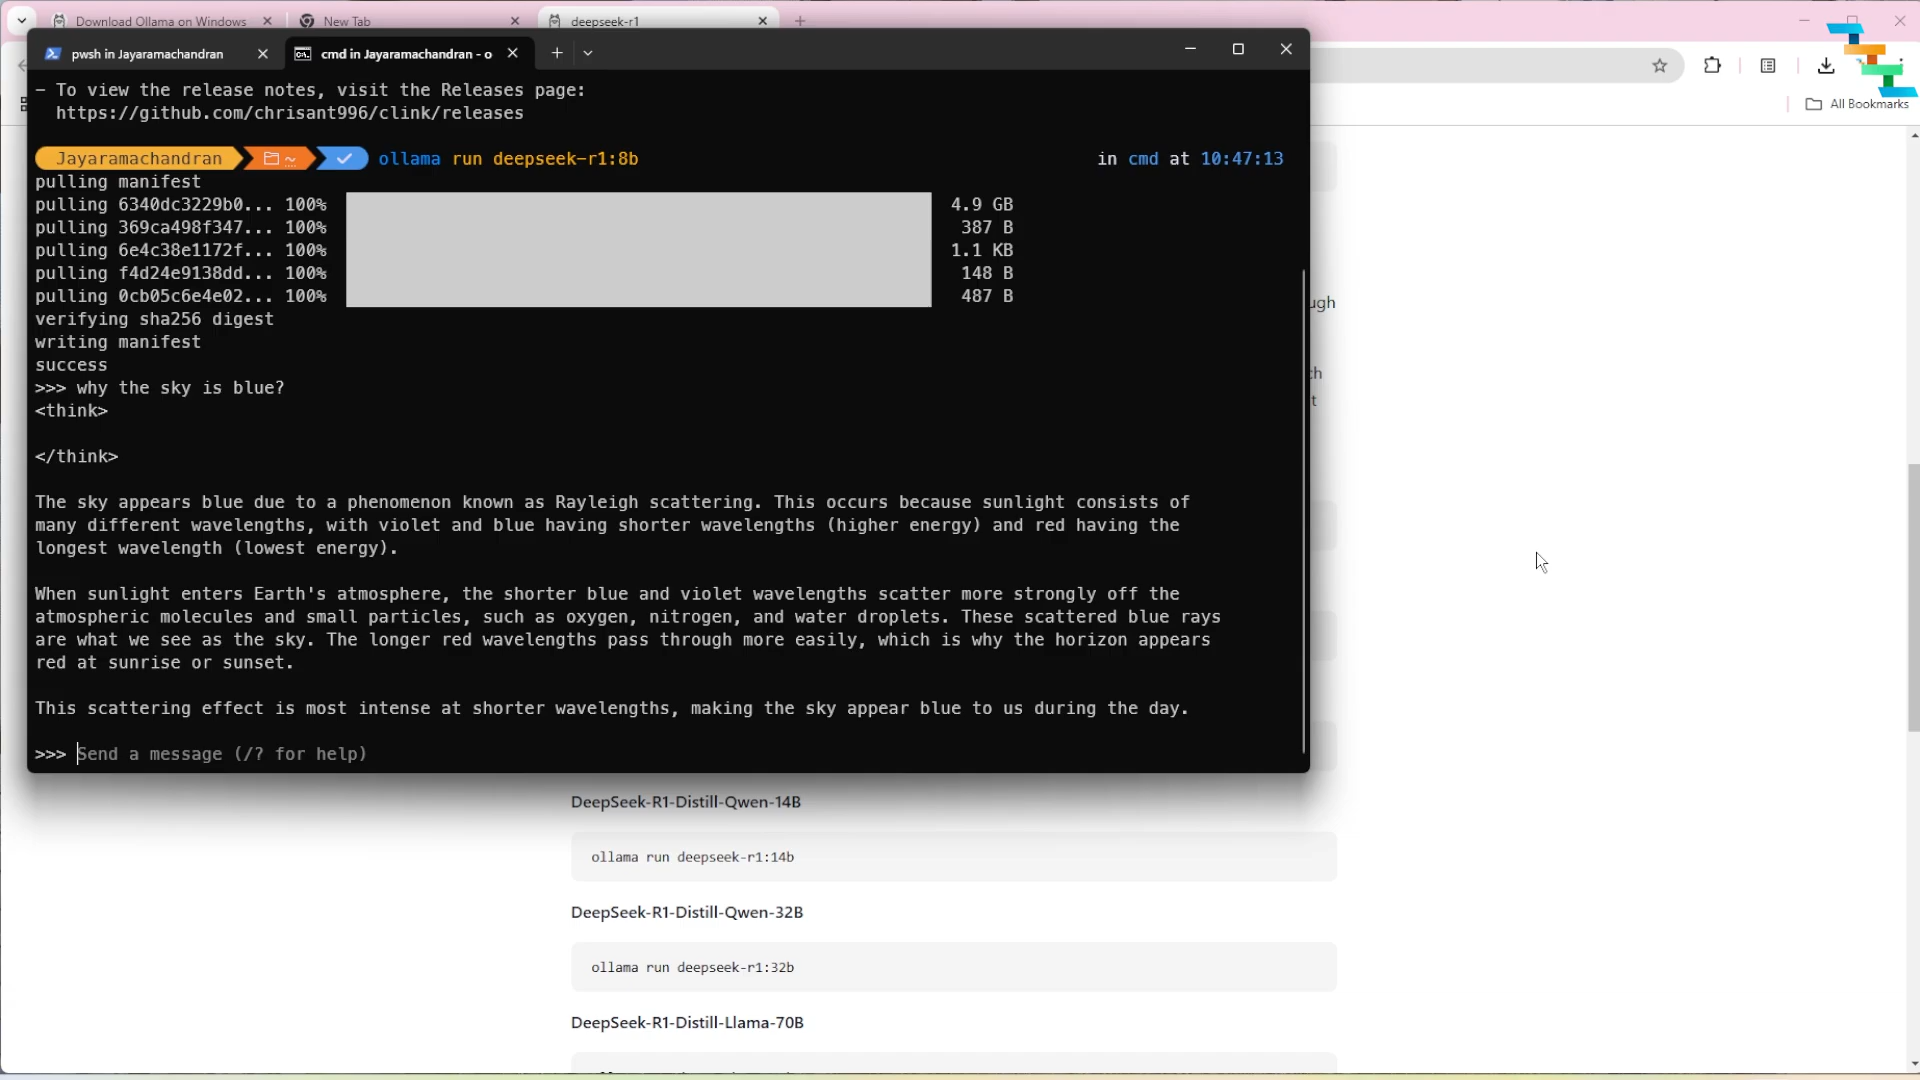 Download Ollama on Windows
New Tab
deepseek-r1
pwsh in Jayaramachandran
cmd in Jayaramachandran - o
All Bookmarks
- To view the release notes, visit the Releases page:
https://github.com/chrisant996/clink/releases
Jayaramachandran ~ ollama run deepseek-r1:8b in cmd at 10:47:13
pulling manifest
pulling 6340dc3229b0... 100% 4.9 GB
pulling 369ca498f347... 100% 387 B
pulling 6e4c38e1172f... 100% 1.1 KB
pulling f4d24e9138dd... 100% 148 B
pulling 0cb05c6e4e02... 100% 487 B
verifying sha256 digest
writing manifest
success
>>> why the sky is blue?
<think>
</think>
The sky appears blue due to a phenomenon known as Rayleigh scattering. This occurs because sunlight consists of
many different wavelengths, with violet and blue having shorter wavelengths (higher energy) and red having the
longest wavelength (lowest energy).
When sunlight enters Earth's atmosphere, the shorter blue and violet wavelengths scatter more strongly off the
atmospheric molecules and small particles, such as oxygen, nitrogen, and water droplets. These scattered blue rays
are what we see as the sky. The longer red wavelengths pass through more easily, which is why the horizon appears
red at sunrise or sunset.
This scattering effect is most intense at shorter wavelengths, making the sky appear blue to us during the day.
>>> Send a message (/? for help)
DeepSeek-R1-Distill-Qwen-14B
ollama run deepseek-r1:14b
DeepSeek-R1-Distill-Qwen-32B
ollama run deepseek-r1:32b
DeepSeek-R1-Distill-Llama-70B